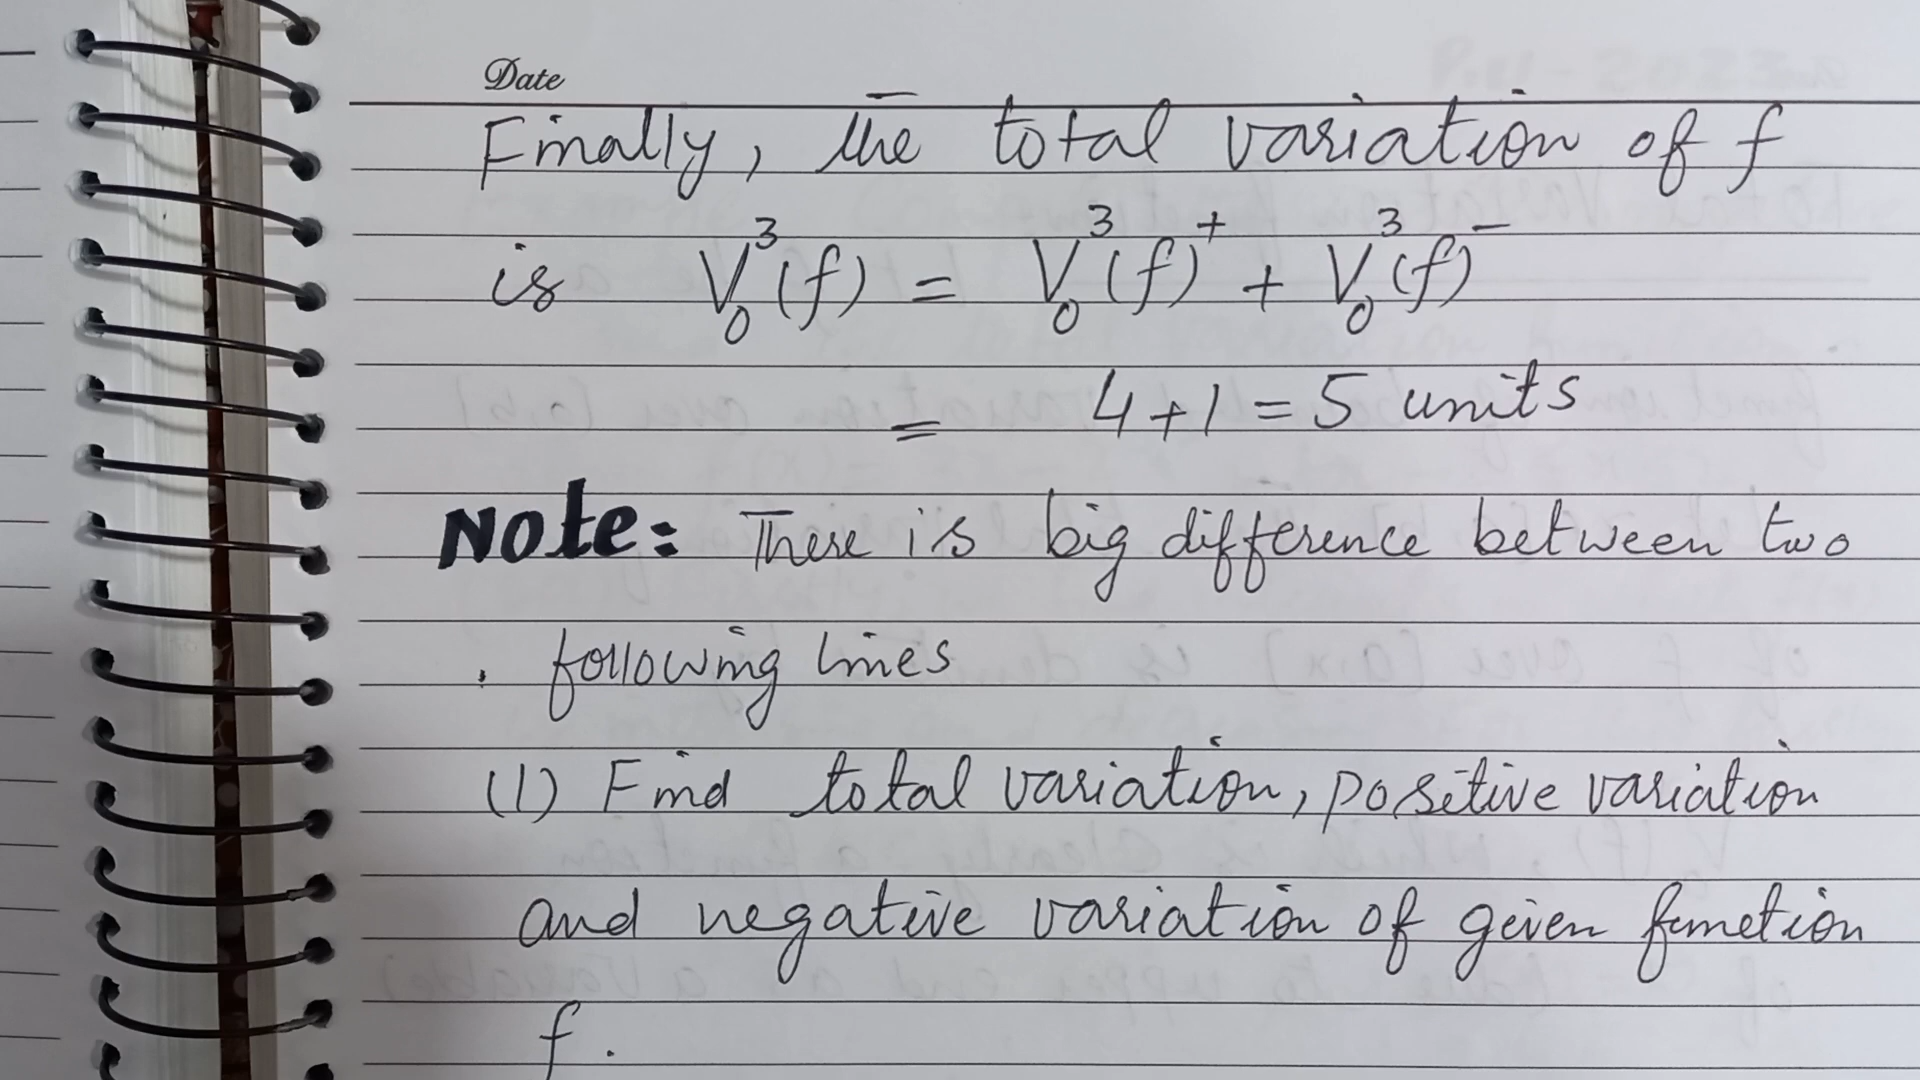 Date
Finally, the total variation of f
is V₀³(f) = V₀³(f)⁺ + V₀³(f)⁻
= 4+1 = 5 units
Note: There is big difference between two
following lines
(1) Find total variation, positive variation
and negative variation of given function
f.